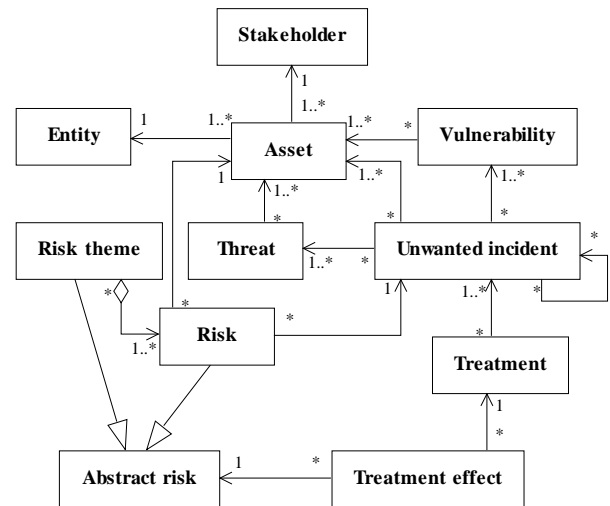 Stakeholder
1
1..*
Entity
1
1..*
Asset
1..*
*
Vulnerability
1
1..*
1..*
1..*
*
*
*
Risk theme
Threat
1..*
*
Unwanted incident
*
*
*
1..*
*
Risk
*
1
1..*
*
*
Treatment
1
*
Abstract risk
1
*
Treatment effect